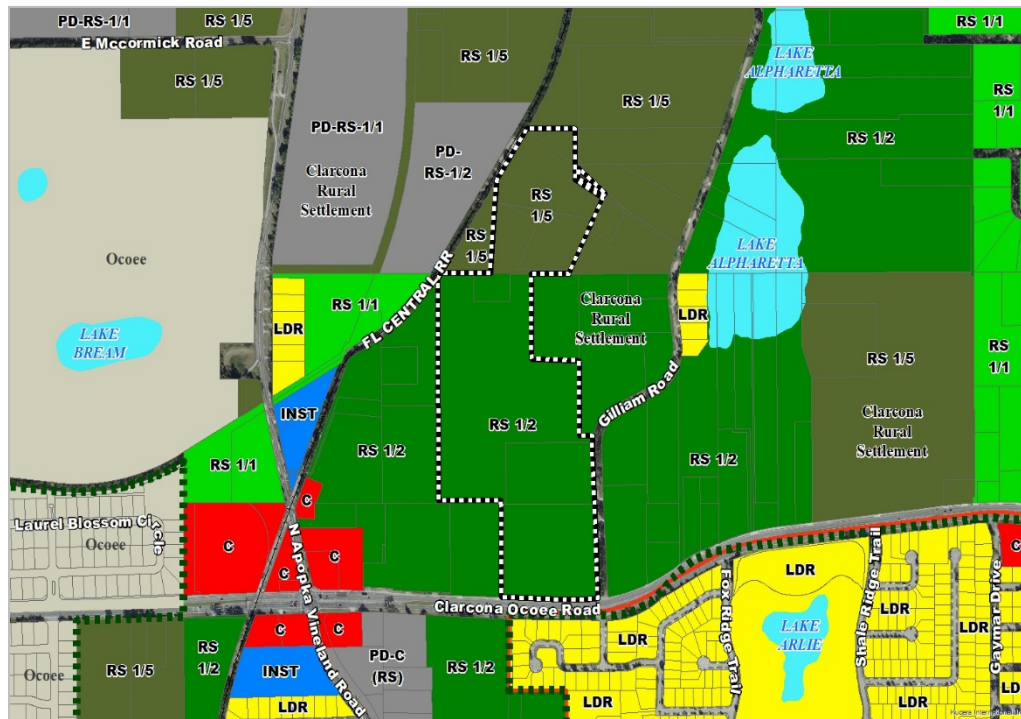 PD-RS-1/1
RS 1/5
RS 1/1
E Mccormick Road
RS 1/5
RS 1/5
LAKE
ALPHARETTA
RS
1/1
RS 1/5
PD-RS-1/1
RS 1/2
PD-
RS-1/2
Clarcona
Rural
Settlement
RS
1/5
RS
1/5
Ocoee
LAKE
ALPHARETTA
FL CENTRAL RR
RS 1/1
LDR
Clarcona
Rural
Settlement
LDR
LAKE
BREAM
RS 1/5
RS
1/1
Gilliam Road
INST
RS 1/2
Clarcona
Rural
Settlement
RS 1/1
RS 1/2
RS 1/2
C
Laurel Blossom Circle
Ocoee
C
N Apopka Vineland Road
C
C
C
Clarcona Ocoee Road
LDR
Fox Ridge Trail
Shale Ridge Trail
Gaymar Drive
LDR
LDR
C
C
LAKE
ARLIE
RS
1/2
LDR
PD-C
(RS)
RS 1/5
RS 1/2
Ocoee
INST
LDR
LDR
LDR
LDR